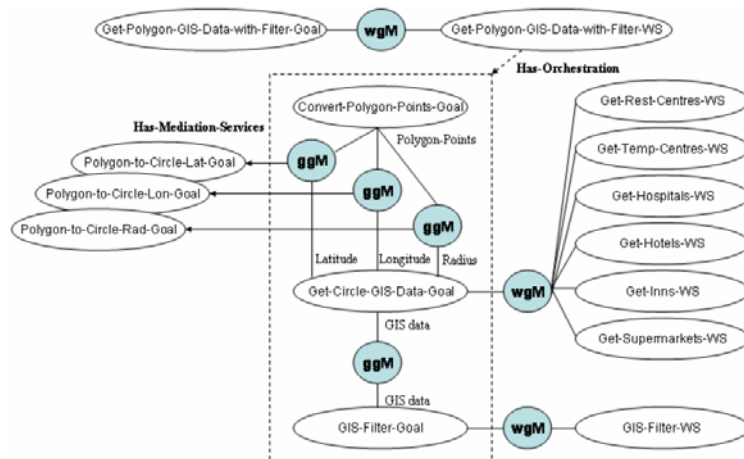 Get-Polygon-GIS-Data-with-Filter-Goal
wgM
Get-Polygon-GIS-Data-with-Filter-WS
Has-Orchestration
Convert-Polygon-Points-Goal
Get-Rest-Centres-WS
Has-Mediation-Services
Polygon-Points
Get-Temp-Centres-WS
Polygon-to-Circle-Lat-Goal
ggM
Polygon-to-Circle-Lon-Goal
ggM
Get-Hospitals-WS
Polygon-to-Circle-Rad-Goal
ggM
Get-Hotels-WS
Latitude
Longitude
Radius
Get-Circle-GIS-Data-Goal
wgM
Get-Inns-WS
GIS data
Get-Supermarkets-WS
ggM
GIS data
GIS-Filter-Goal
wgM
GIS-Filter-WS